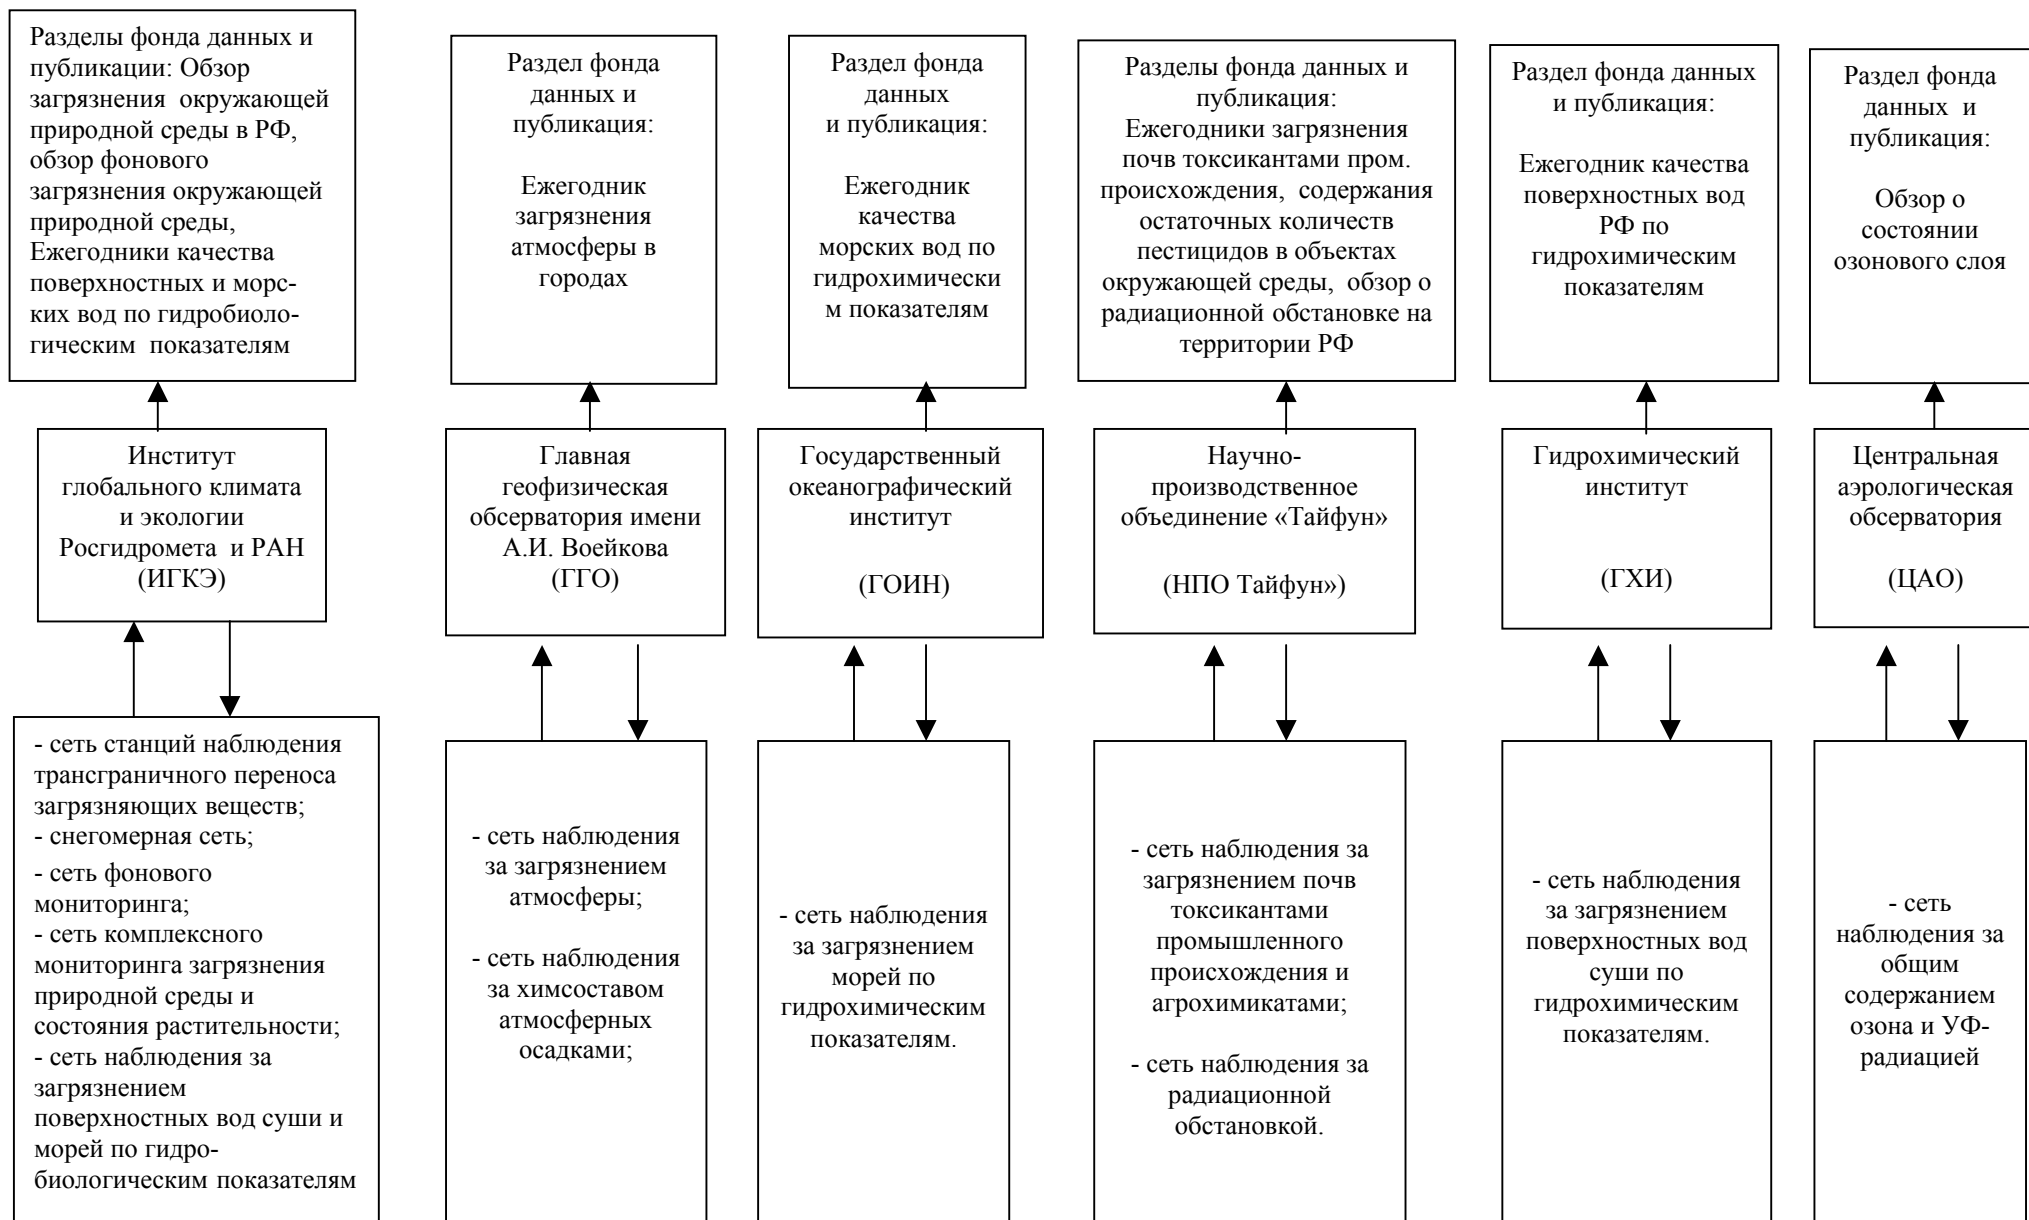 Разделы фонда данных и
публикации: Обзор
загрязнения окружающей
природной среды в РФ,
обзор фонового
загрязнения окружающей
природной среды,
Ежегодники качества
поверхностных и морс-
ких вод по гидробиоло-
гическим показателям
Раздел фонда
данных и
публикация:
Ежегодник
загрязнения
атмосферы в
городах
Раздел фонда
данных
и публикация:
Ежегодник
качества
морских вод по
гидрохимически
м показателям
Разделы фонда данных и
публикация:
Ежегодники загрязнения
почв токсикантами пром.
происхождения, содержания
остаточных количеств
пестицидов в объектах
окружающей среды, обзор о
радиационной обстановке на
территории РФ
Раздел фонда данных
и публикация:
Ежегодник качества
поверхностных вод
РФ по
гидрохимическим
показателям
Раздел фонда
данных и
публикация:
Обзор о
состоянии
озонового слоя
Институт
глобального климата
и экологии
Росгидромета и РАН
(ИГКЭ)
Главная
геофизическая
обсерватория имени
А.И. Воейкова
(ГГО)
Государственный
океанографический
институт
(ГОИН)
Научно-
производственное
объединение «Тайфун»
(НПО Тайфун»)
Гидрохимический
институт
(ГХИ)
Центральная
аэрологическая
обсерватория
(ЦАО)
- сеть станций наблюдения
трансграничного переноса
загрязняющих веществ;
- снегомерная сеть;
- сеть фонового
мониторинга;
- сеть комплексного
мониторинга загрязнения
природной среды и
состояния растительности;
- сеть наблюдения за
загрязнением
поверхностных вод суши и
морей по гидро-
биологическим показателям
- сеть наблюдения
за загрязнением
атмосферы;
- сеть наблюдения
за химсоставом
атмосферных
осадками;
- сеть наблюдения
за загрязнением
морей по
гидрохимическим
показателям.
- сеть наблюдения за
загрязнением почв
токсикантами
промышленного
происхождения и
агрохимикатами;
- сеть наблюдения за
радиационной
обстановкой.
- сеть наблюдения
за загрязнением
поверхностных вод
суши по
гидрохимическим
показателям.
- сеть
наблюдения за
общим
содержанием
озона и УФ-
радиацией